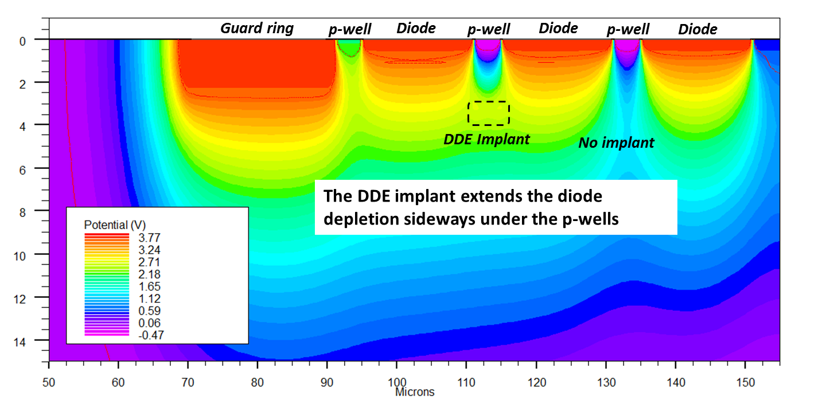 Guard ring p-well Diode p-well Diode p-well Diode
0
2
4
6
8
10
12
14
DDE Implant
No implant
The DDE implant extends the diode
depletion sideways under the p-wells
Potential (V)
3.77
3.24
2.71
2.18
1.65
1.12
0.59
0.06
-0.47
50 60 70 80 90 100 110 120 130 140 150
Microns